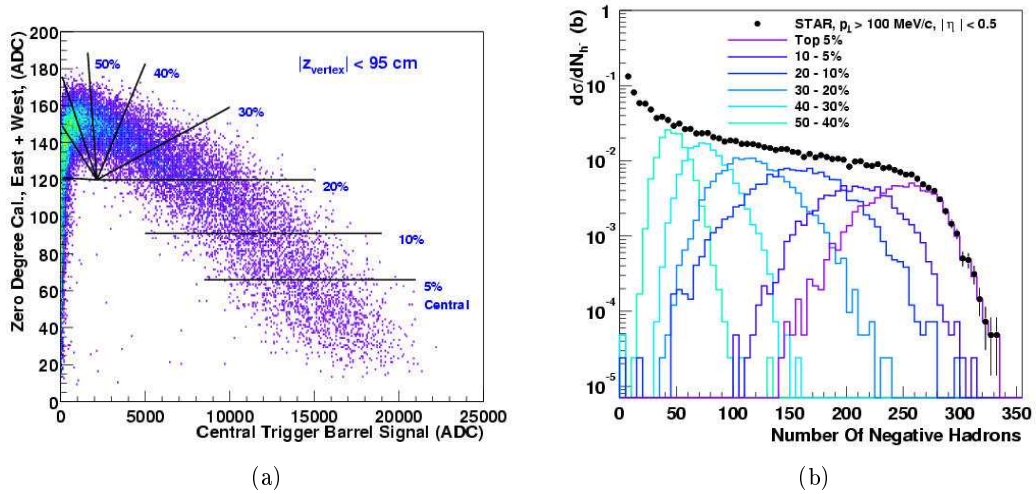 Zero Degree Cal., East + West, (ADC)
200
180
160
140
120
100
80
60
40
20
0
50%
40%
30%
20%
10%
5%
Central
|z vertex| < 95 cm
0 5000 10000 15000 20000 25000
Central Trigger Barrel Signal (ADC)
(a)
dσ/dN h- (b)
1
10 -1
10 -2
10 -3
10 -4
10 -5
STAR, p⊥ > 100 MeV/c, |η| < 0.5
Top 5%
10 - 5%
20 - 10%
30 - 20%
40 - 30%
50 - 40%
0 50 100 150 200 250 300 350
Number Of Negative Hadrons
(b)